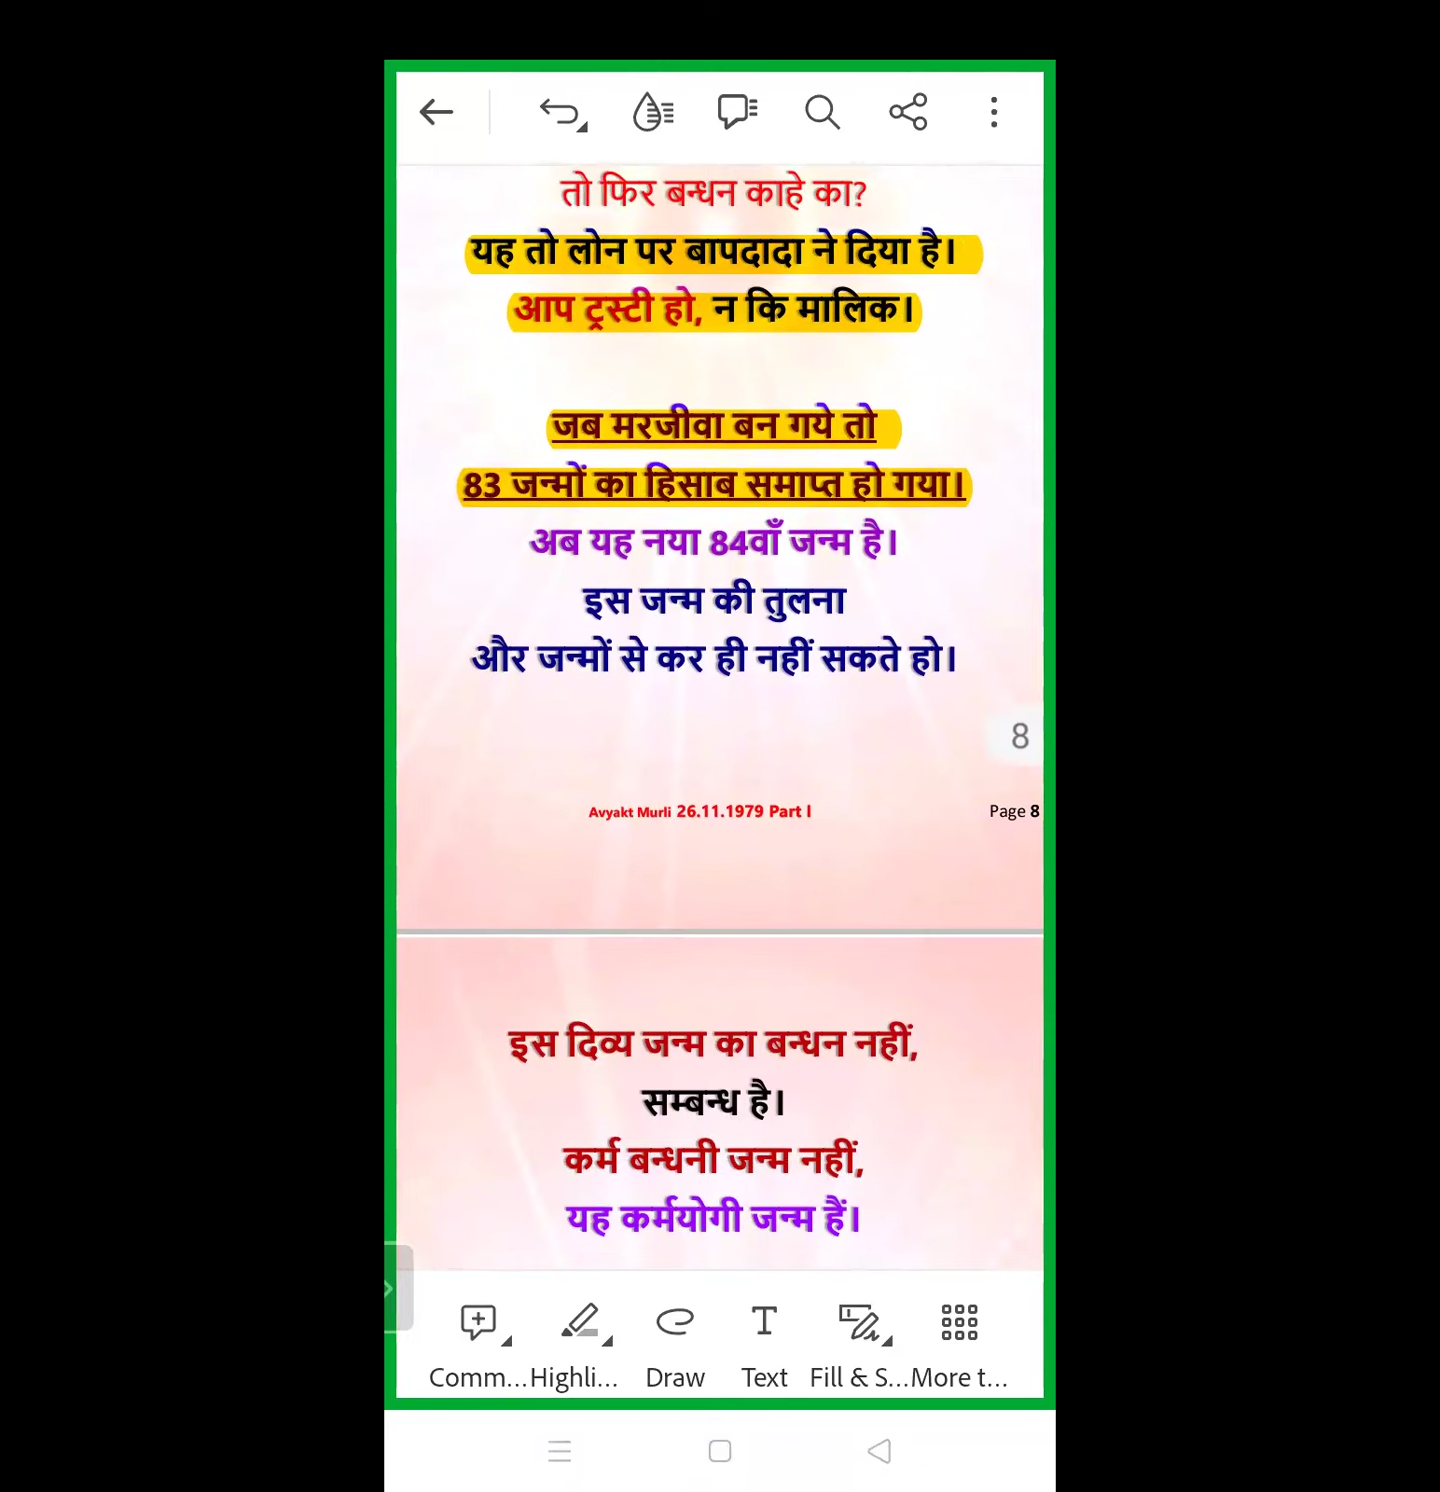 तो फिर बन्धन काहे का?
यह तो लोन पर बापदादा ने दिया है।
आप ट्रस्टी हो, न कि मालिक।
जब मरजीवा बन गये तो
83 जन्मों का हिसाब समाप्त हो गया।
अब यह नया 84वाँ जन्म है।
इस जन्म की तुलना
और जन्मों से कर ही नहीं सकते हो।
8
Avyakt Murli 26.11.1979 Part I Page 8
इस दिव्य जन्म का बन्धन नहीं,
सम्बन्ध है।
कर्म बन्धनी जन्म नहीं,
यह कर्मयोगी जन्म हैं।
Comm... Highli... Draw Text Fill & S... More t...